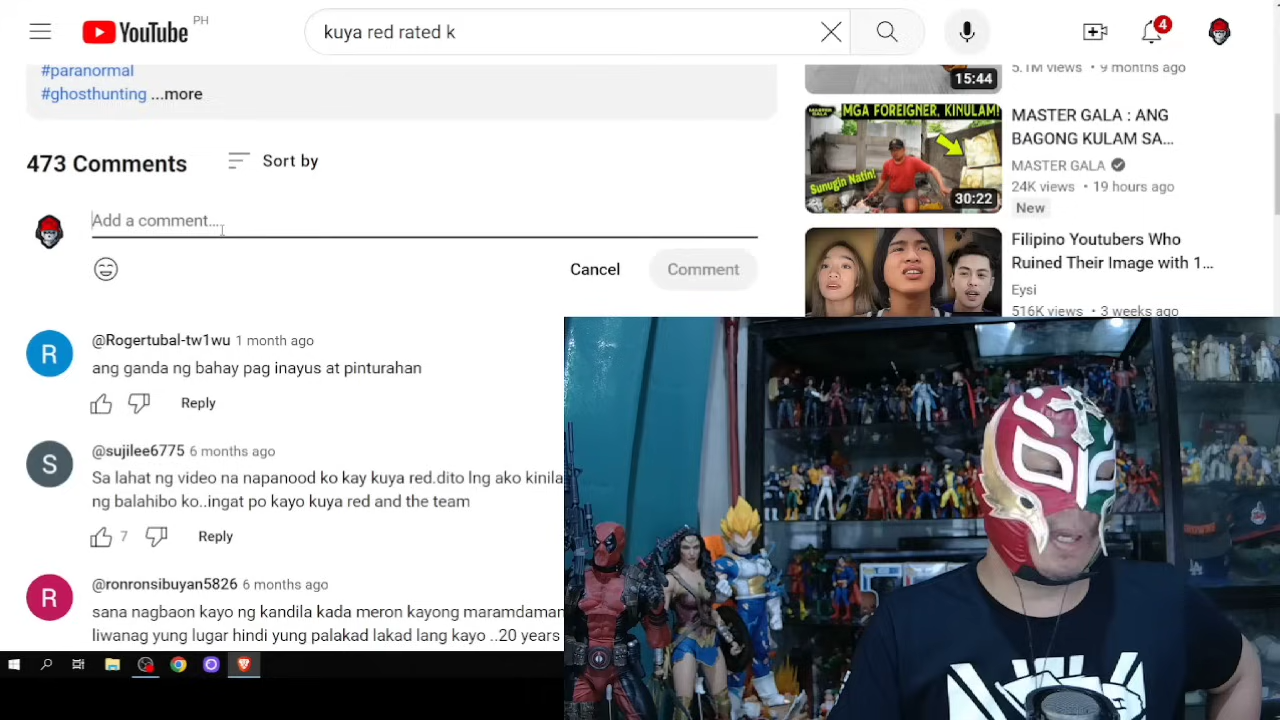 YouTube PH
kuya red rated k
4
#paranormal
#ghosthunting ...more
473 Comments
Sort by
Add a comment...
Cancel
Comment
@Rogertubal-tw1wu 1 month ago
ang ganda ng bahay pag inayus at pinturahan
Reply
@sujilee6775 6 months ago
Sa lahat ng video na napanood ko kay kuya red.dito lng ako kinila
ng balahibo ko..ingat po kayo kuya red and the team
7
Reply
@ronronsibuyan5826 6 months ago
sana nagbaon kayo ng kandila kada meron kayong maramdaman
liwanag yung lugar hindi yung palakad lakad lang kayo ..20 years
15:44
5.1M views • 9 months ago
MASTER GALA
MGA FOREIGNER, KINULAM!
Sunugin Natin!
30:22
MASTER GALA : ANG
BAGONG KULAM SA...
MASTER GALA
24K views • 19 hours ago
New
Filipino Youtubers Who
Ruined Their Image with 1...
Eysi
516K views • 3 weeks ago
R
S
R